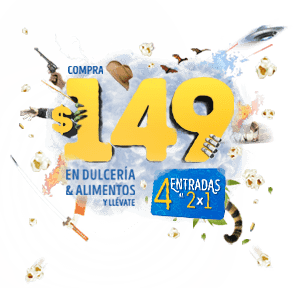 COMPRA
$149
EN DULCERÍA
& ALIMENTOS
Y LLÉVATE
4 ENTRADAS
al 2x1